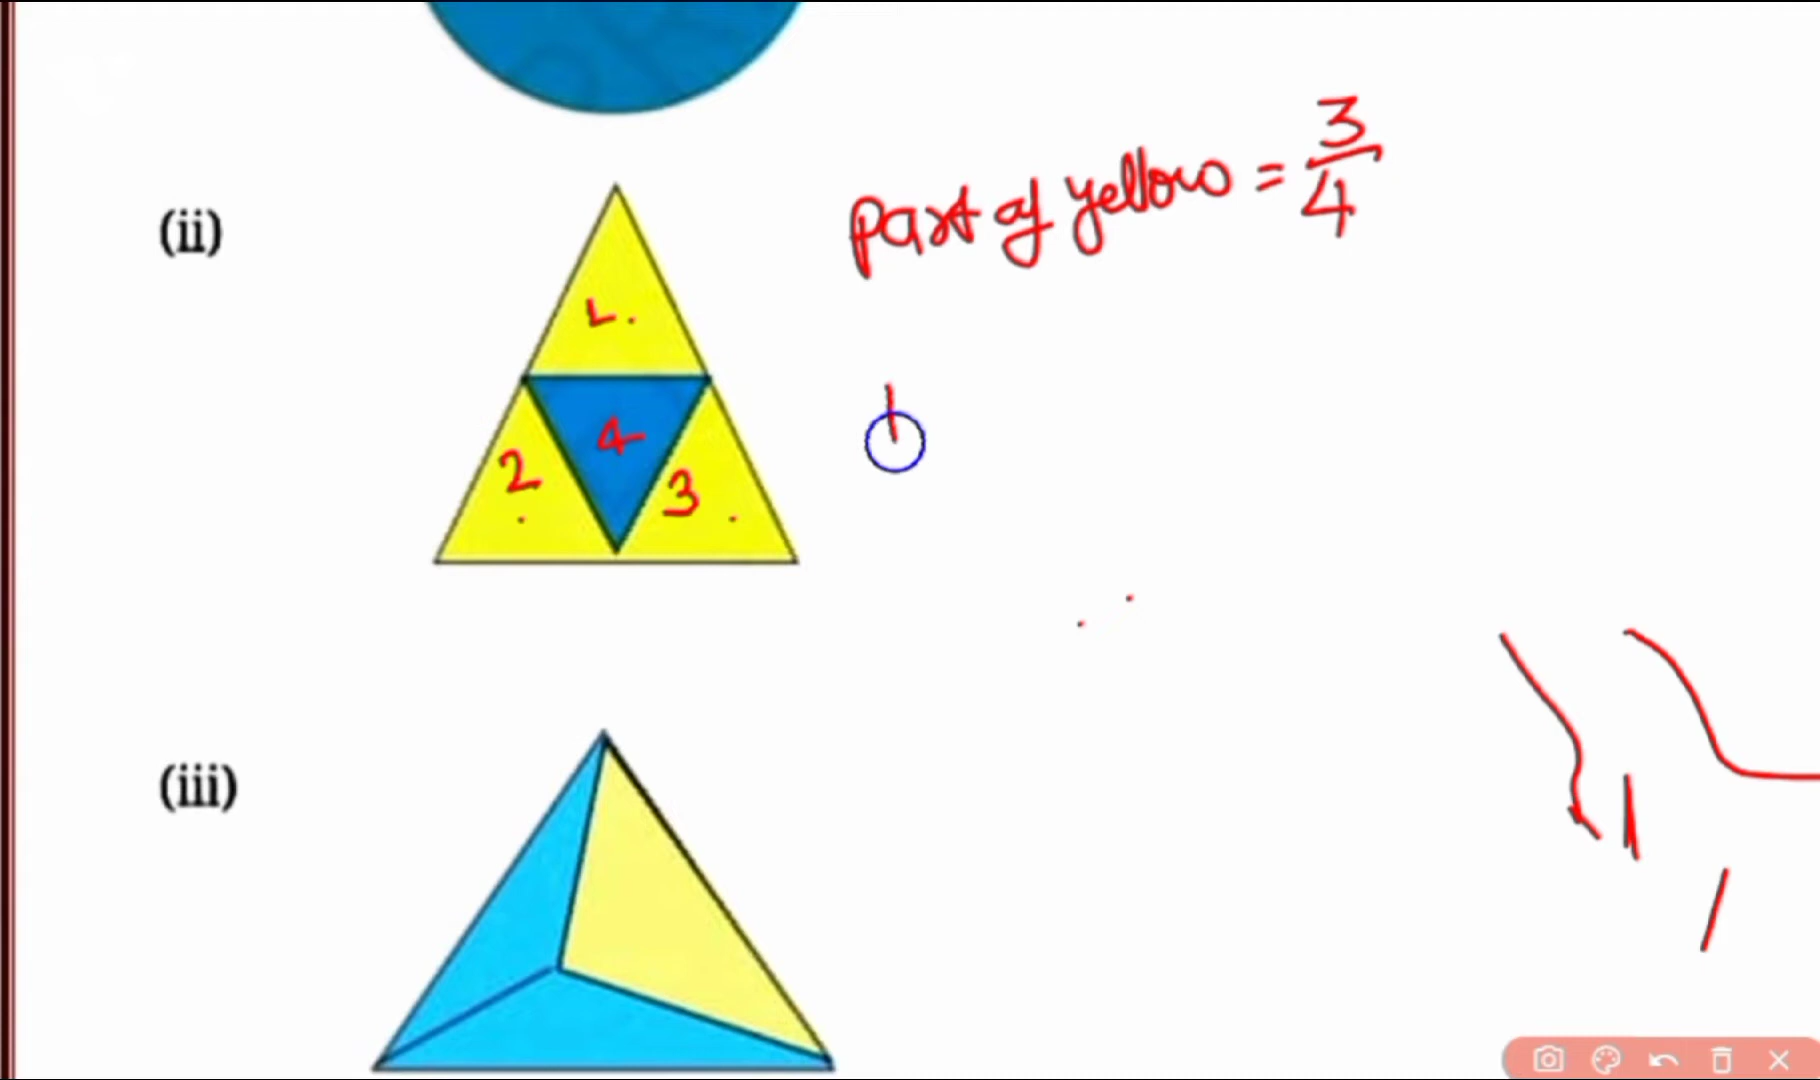 part of yellow = 3/4
(ii)
1.
4
2
3
(iii)